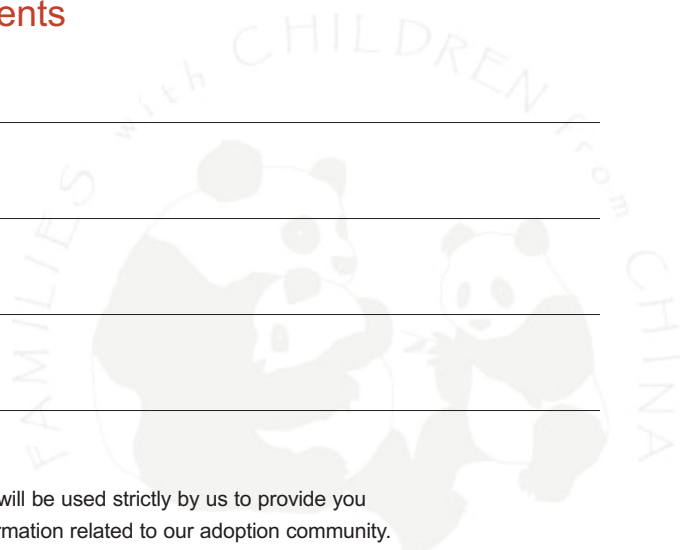 ents
FAMILIES with CHILDREN from CHINA
will be used strictly by us to provide you
rmation related to our adoption community.